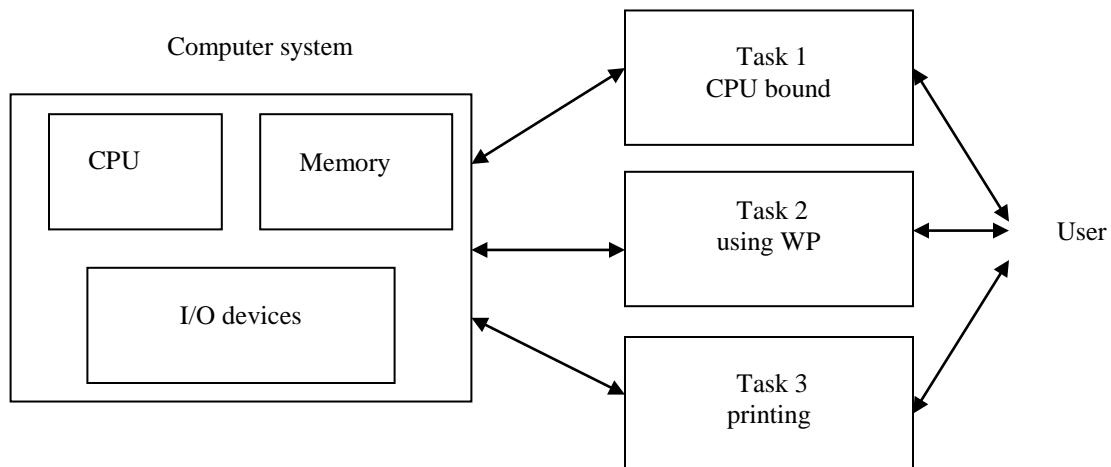 Computer system
CPU
Memory
I/O devices
Task 1
CPU bound
Task 2
using WP
Task 3
printing
User